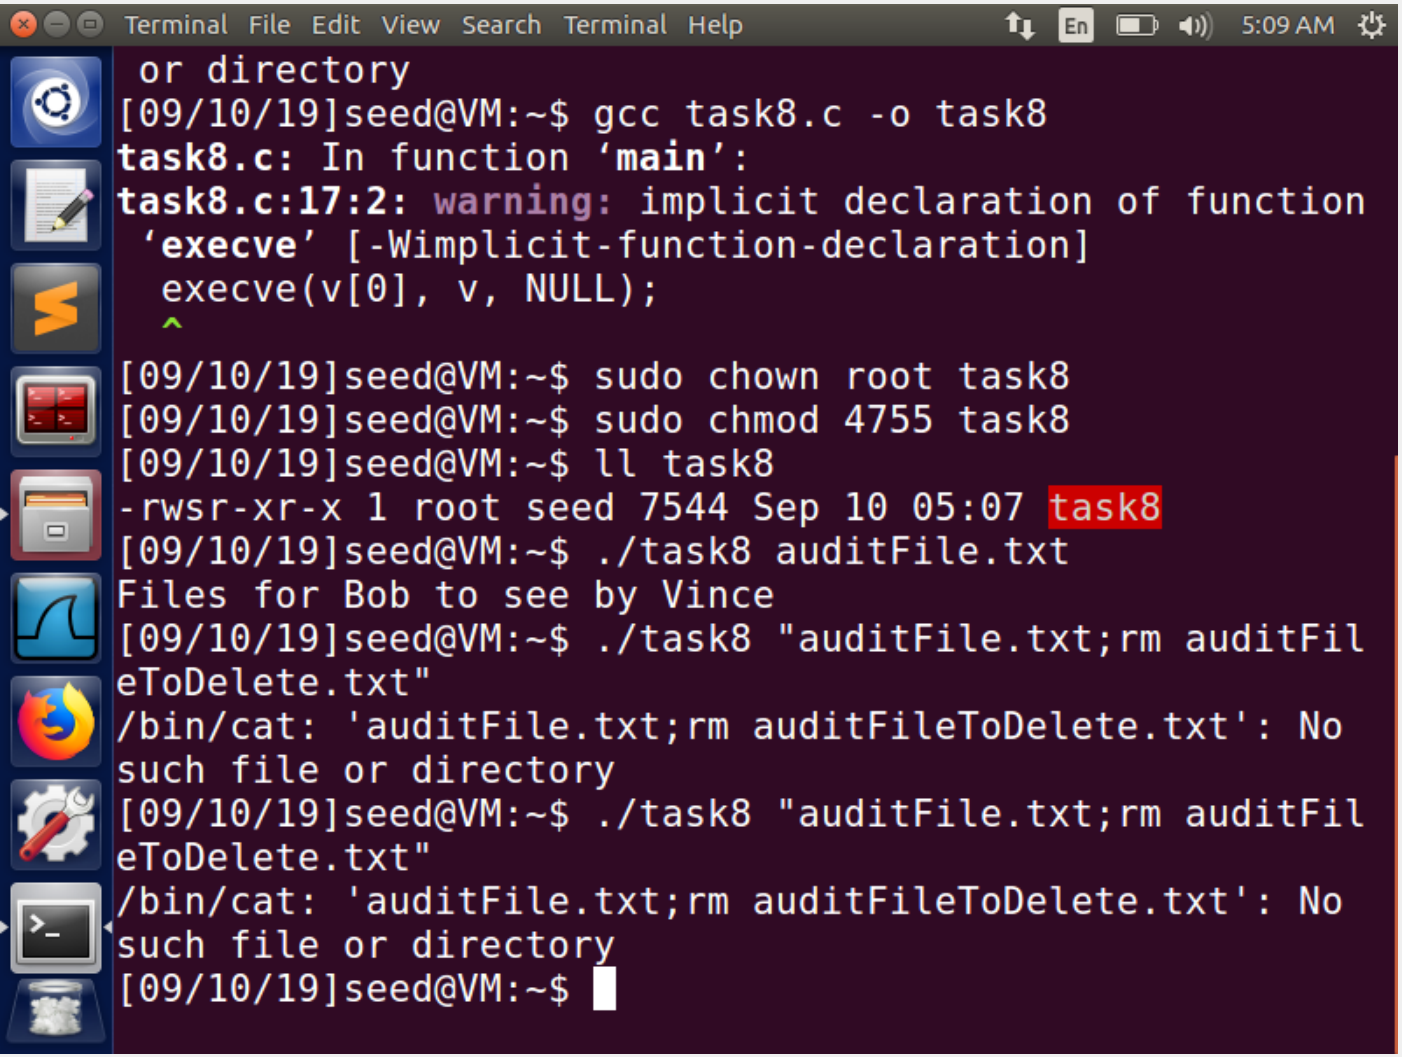 Terminal File Edit View Search Terminal Help En 5:09 AM
or directory
[09/10/19]seed@VM:~$ gcc task8.c -o task8
task8.c: In function ‘main’:
task8.c:17:2: warning: implicit declaration of function
‘execve’ [-Wimplicit-function-declaration]
execve(v[0], v, NULL);
^
[09/10/19]seed@VM:~$ sudo chown root task8
[09/10/19]seed@VM:~$ sudo chmod 4755 task8
[09/10/19]seed@VM:~$ ll task8
-rwsr-xr-x 1 root seed 7544 Sep 10 05:07 task8
[09/10/19]seed@VM:~$ ./task8 auditFile.txt
Files for Bob to see by Vince
[09/10/19]seed@VM:~$ ./task8 "auditFile.txt;rm auditFil
eToDelete.txt"
/bin/cat: 'auditFile.txt;rm auditFileToDelete.txt': No
such file or directory
[09/10/19]seed@VM:~$ ./task8 "auditFile.txt;rm auditFil
eToDelete.txt"
/bin/cat: 'auditFile.txt;rm auditFileToDelete.txt': No
such file or directory
[09/10/19]seed@VM:~$